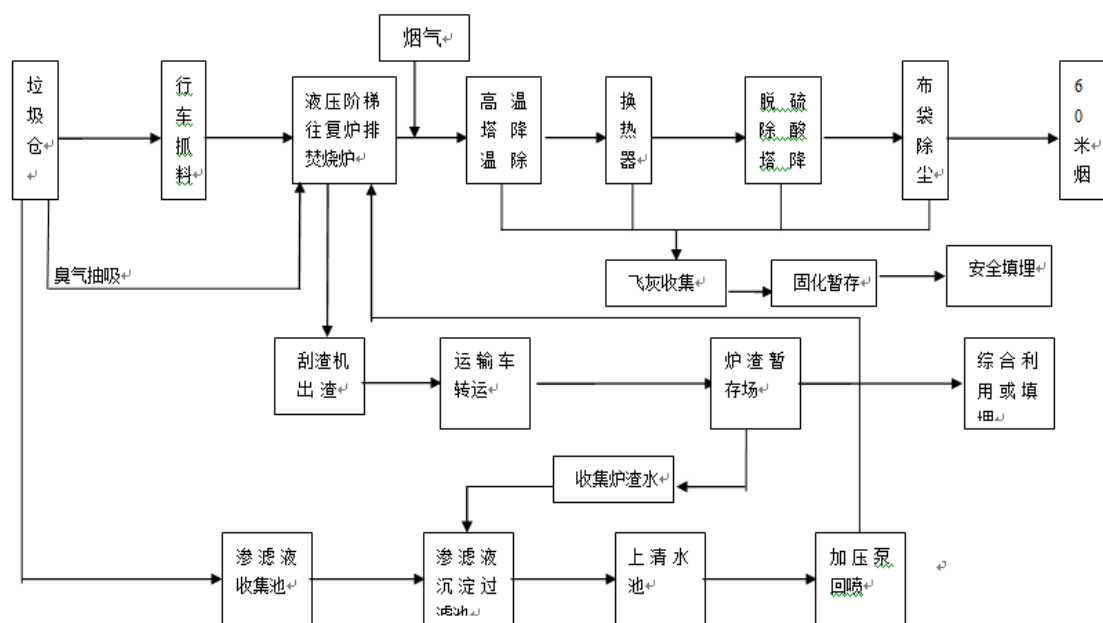 烟气
垃
圾
仓
行
车
抓
料
液压阶梯
往复炉排
焚烧炉
高温
塔降
温除
换
热
器
脱硫
除酸
塔降
布
袋
除
尘
6
0
米
烟
臭气抽吸
飞灰收集
固化暂存
安全填埋
刮渣机
出渣
运输车
转运
炉渣暂
存场
综合利
用或填
埋
收集炉渣水
渗滤液
收集池
渗滤液
沉淀过
滤池
上清水
池
加压泵
回喷